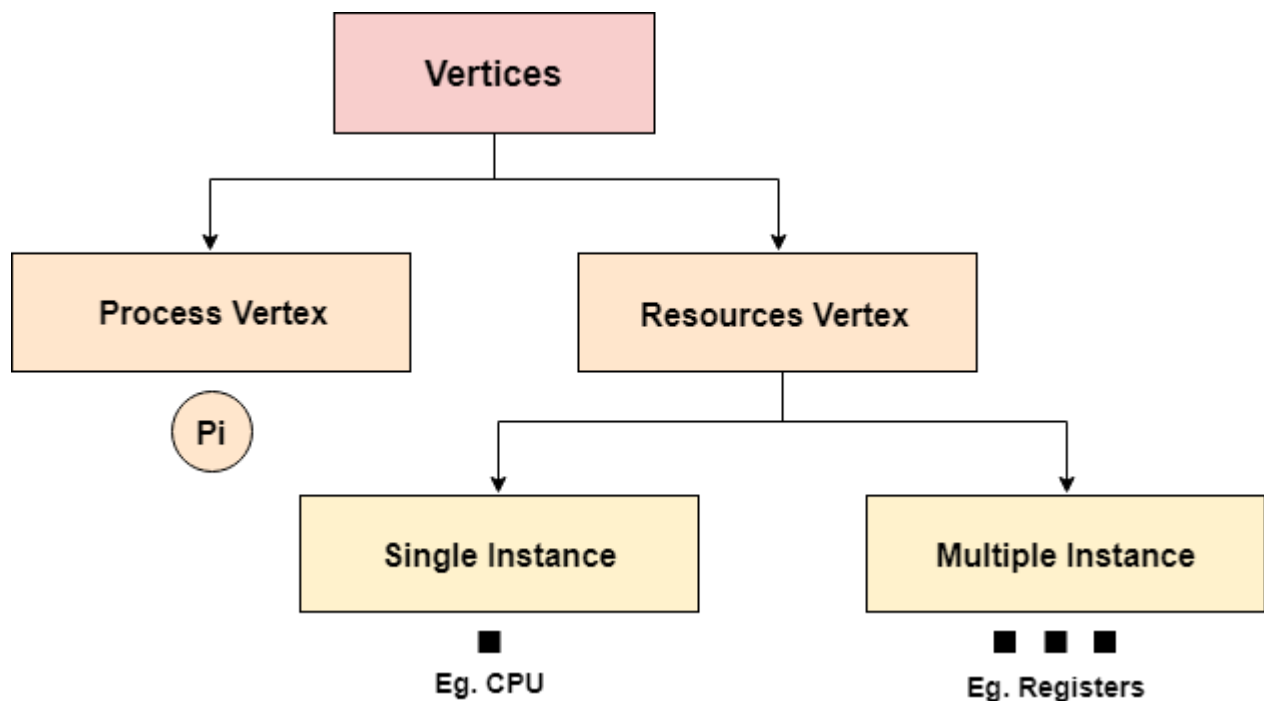 Vertices
Process Vertex
Resources Vertex
Pi
Single Instance
Multiple Instance
Eg. CPU
Eg. Registers